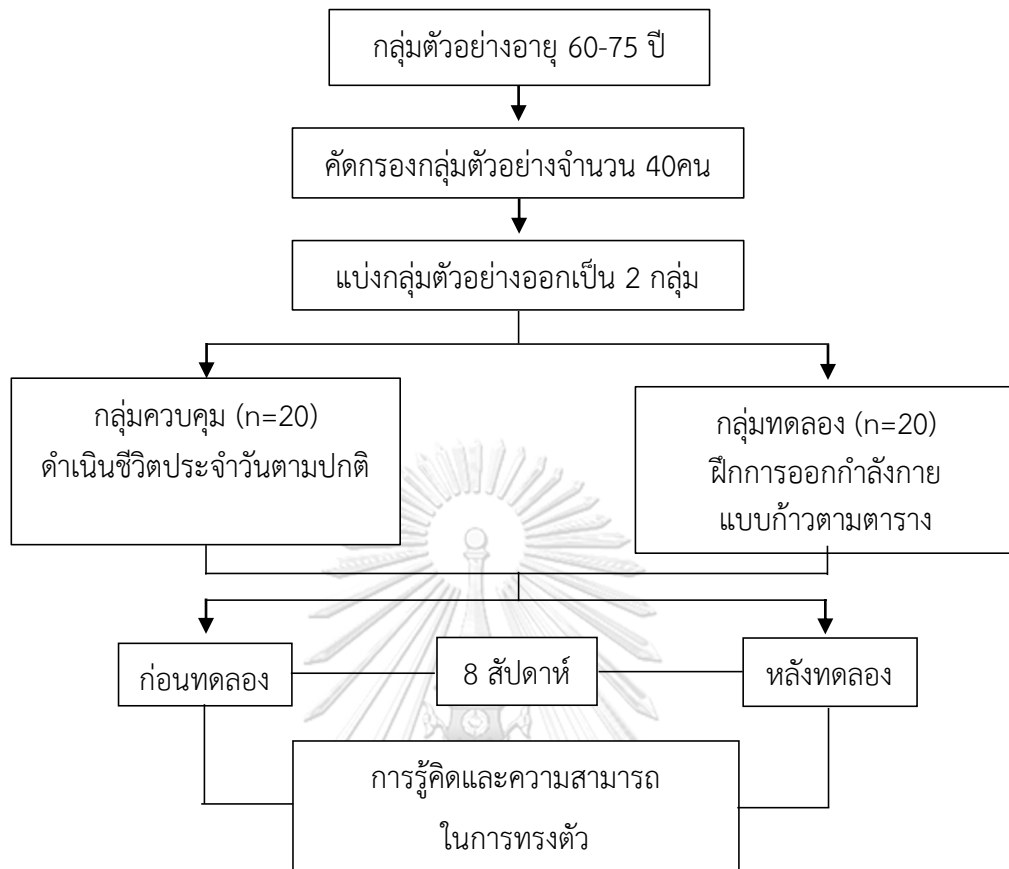 กลุ่มตัวอย่างอายุ 60-75 ปี
คัดกรองกลุ่มตัวอย่างจำนวน 40คน
แบ่งกลุ่มตัวอย่างออกเป็น 2 กลุ่ม
กลุ่มควบคุม (n=20)
ดำเนินชีวิตประจำวันตามปกติ
กลุ่มทดลอง (n=20)
ฝึกการออกกำลังกาย
แบบก้าวตามตาราง
ก่อนทดลอง
8 สัปดาห์
หลังทดลอง
การรู้คิดและความสามารถ
ในการทรงตัว